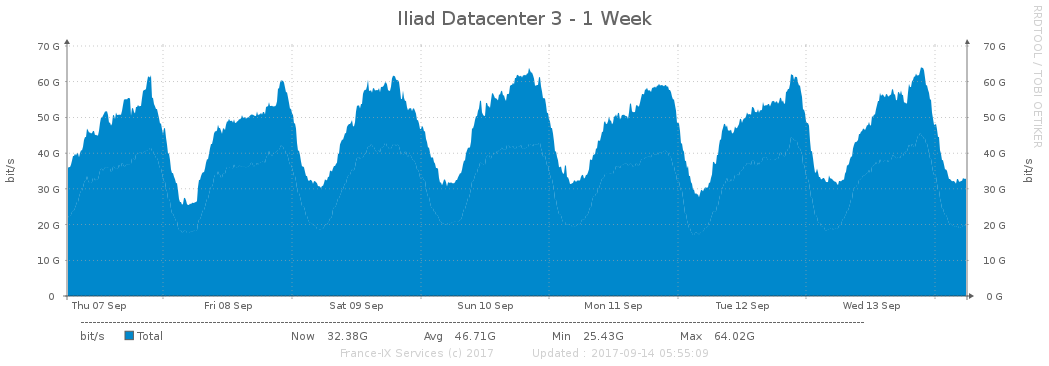 Iliad Datacenter 3 - 1 Week
RRDTOOL / TOBI OETIKER
bit/s
70 G
60 G
50 G
40 G
30 G
20 G
10 G
0
70 G
60 G
50 G
40 G
30 G
20 G
10 G
0 G
bit/s
Thu 07 Sep Fri 08 Sep Sat 09 Sep Sun 10 Sep Mon 11 Sep Tue 12 Sep Wed 13 Sep
bit/s Total Now 32.38G Avg 46.71G Min 25.43G Max 64.02G
France-IX Services (c) 2017 Updated : 2017-09-14 05:55:09